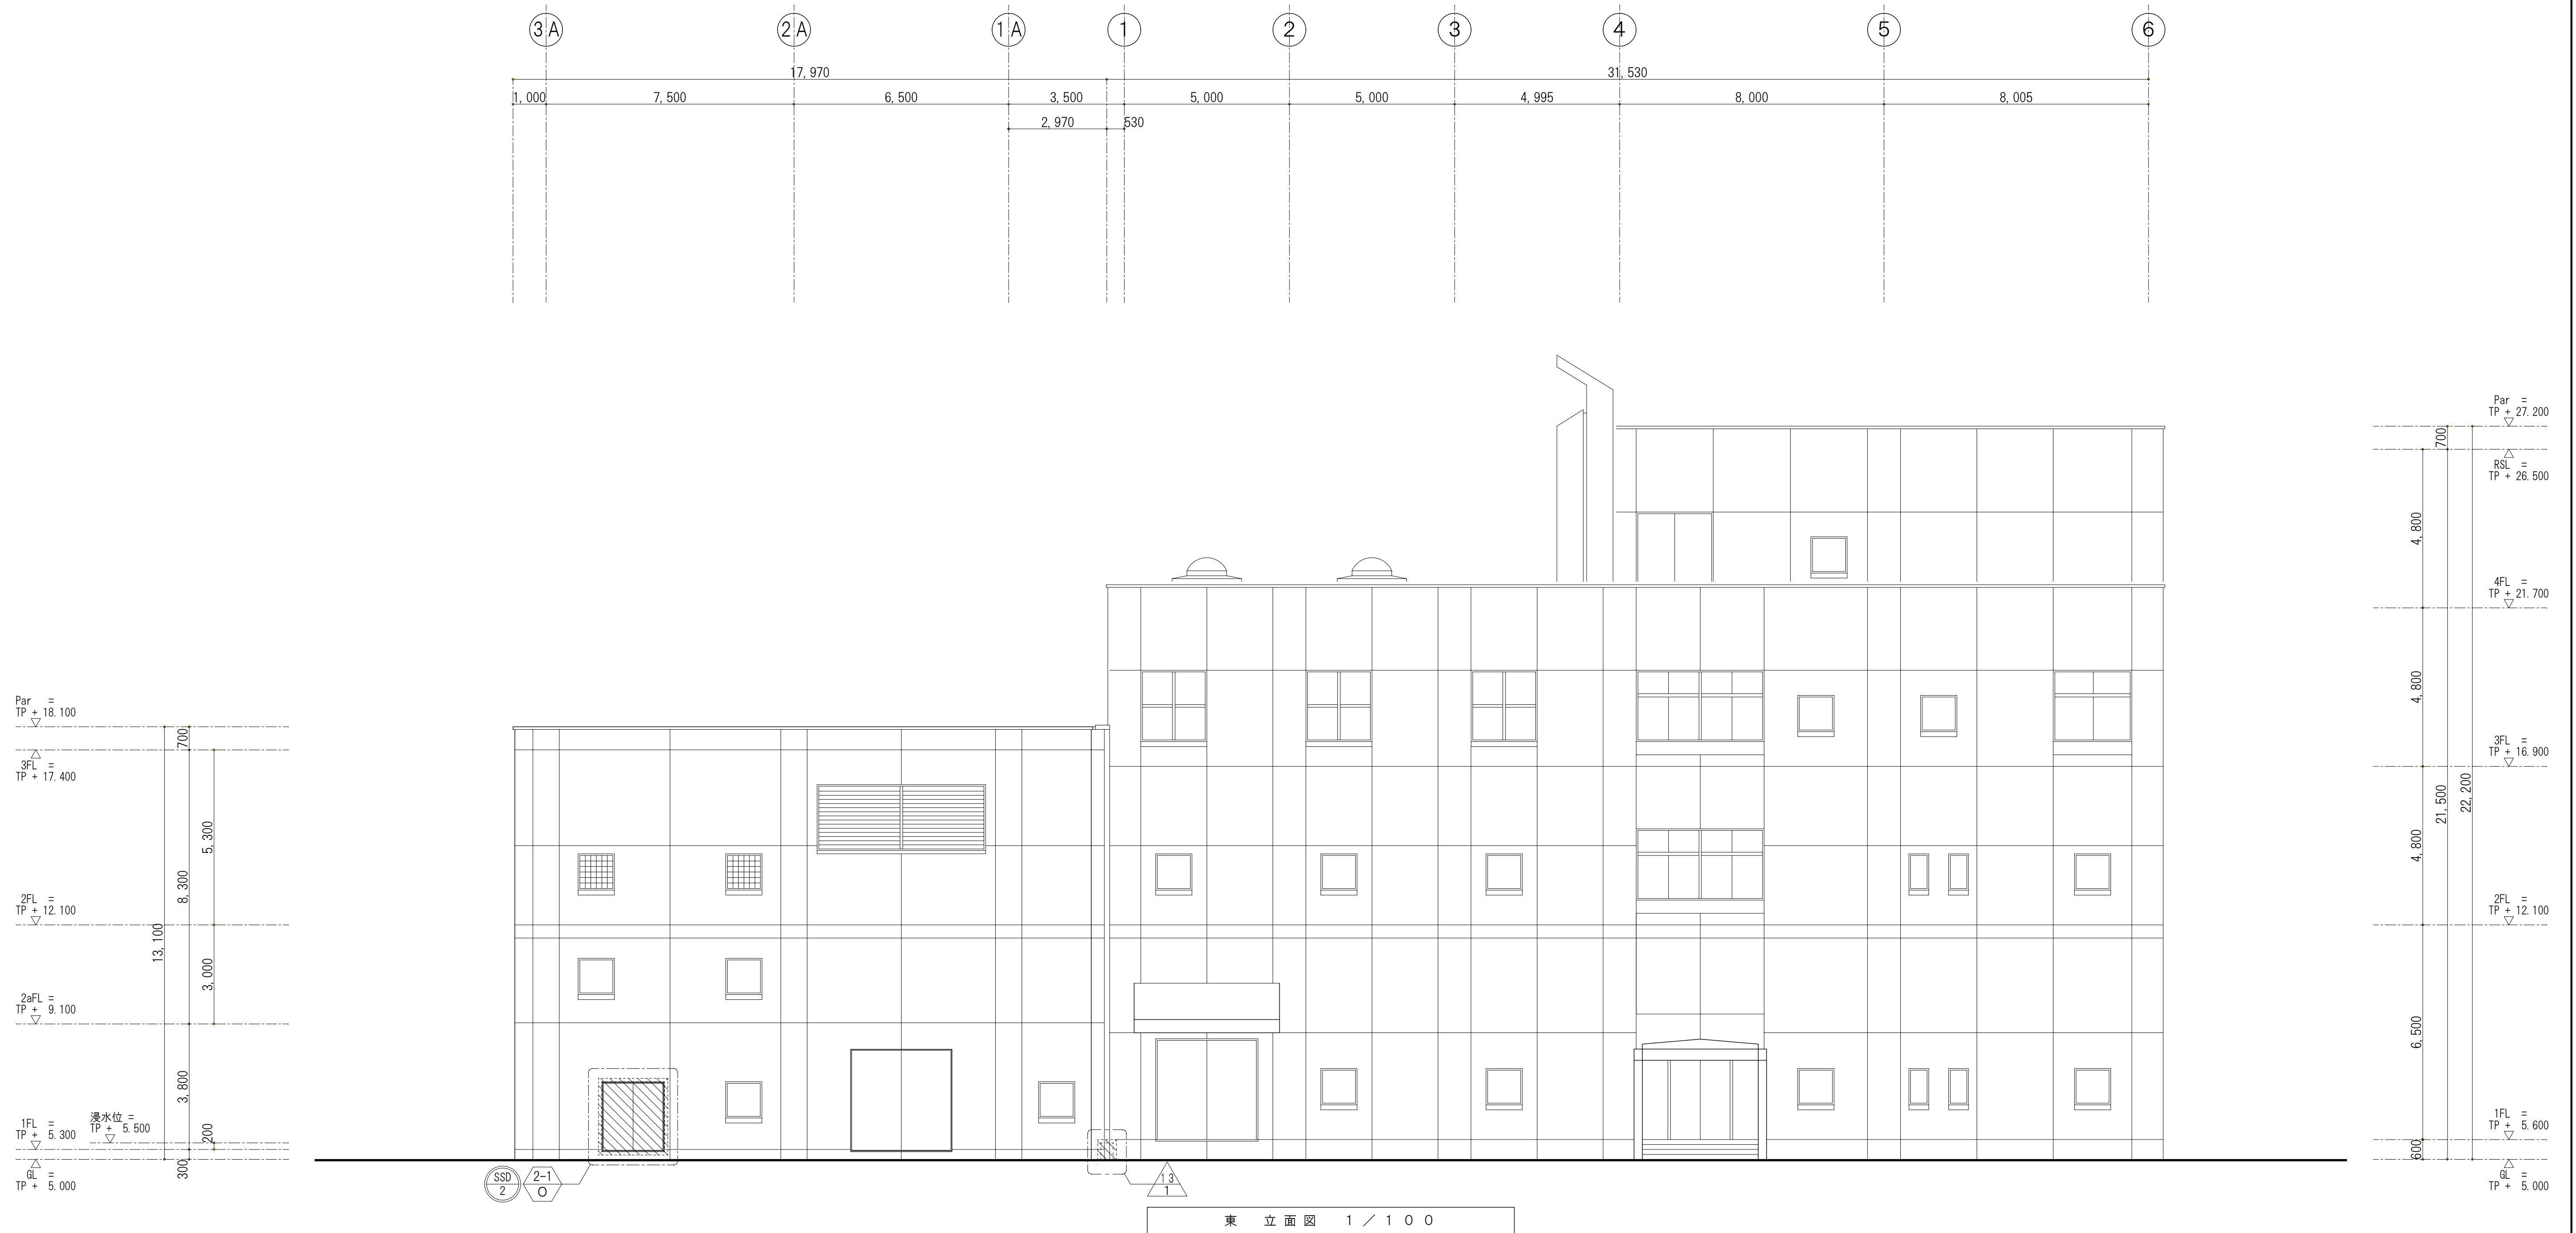 3A 2A 1A 1 2 3 4 5 6
17,970 31,530
1,000 7,500 6,500 3,500 5,000 5,000 4,995 8,000 8,005
2,970 530
Par =
TP + 18.100
3FL =
TP + 17.400
2FL =
TP + 12.100
2aFL =
TP + 9.100
1FL =
TP + 5.300
浸水位 =
TP + 5.500
GL =
TP + 5.000
13,100
700
8,300
3,800
300
5,300
3,000
200
Par =
TP + 27.200
RSL =
TP + 26.500
4FL =
TP + 21.700
3FL =
TP + 16.900
2FL =
TP + 12.100
1FL =
TP + 5.600
GL =
TP + 5.000
4,800
4,800
4,800
6,500
600
700
21,500
22,200
SSD
2
2-1
O
13
1
東 立面図 1/100